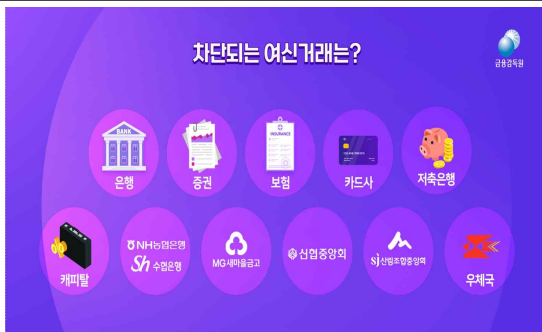 차단되는 여신거래는?
금융감독원
BANK
은행
증권
INSURANCE
보험
카드사
저축은행
캐피탈
NH농협은행
Sh 수협은행
MG새마을금고
신협중앙회
sj 산림조합중앙회
우체국